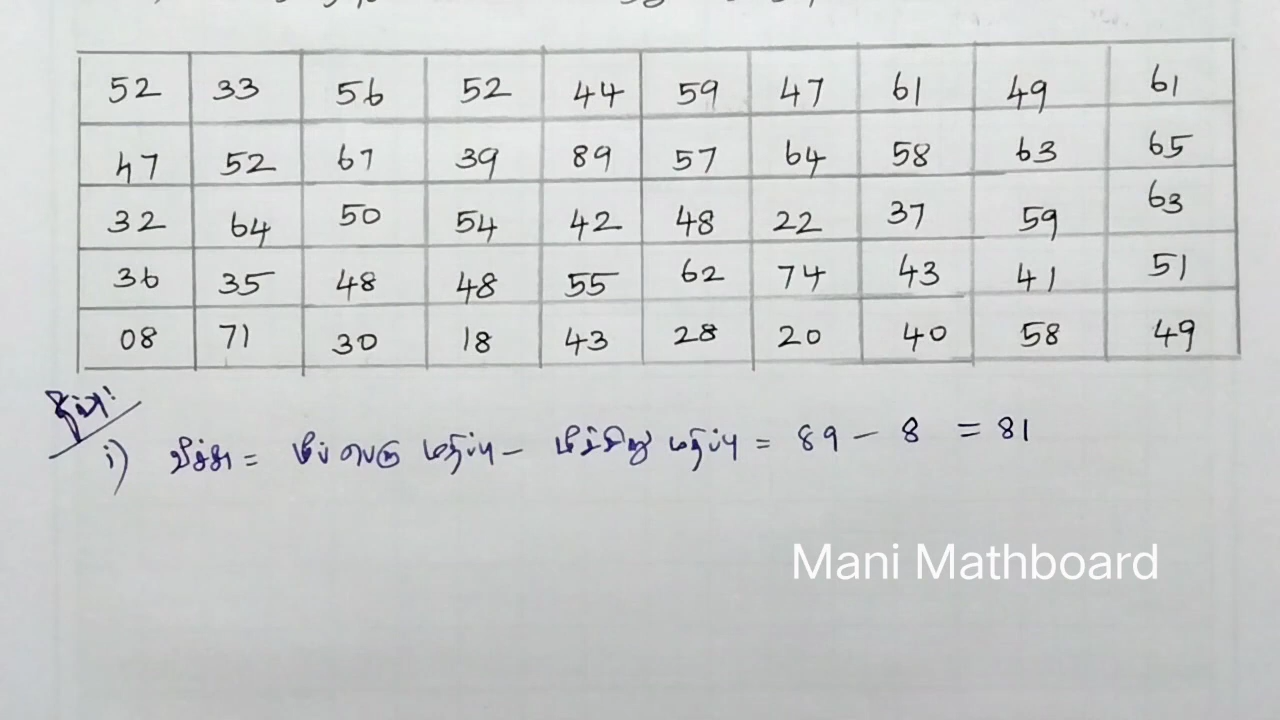 52 33 56 52 44 59 47 61 49 61
47 52 67 39 89 57 64 58 63 65
32 64 50 54 42 48 22 37 59 63
36 35 48 48 55 62 74 43 41 51
08 71 30 18 43 28 20 40 58 49
தீர்வு:
i) வீச்சு = மீப்பெரு மதிப்பு - மீச்சிறு மதிப்பு = 89 - 8 = 81
Mani Mathboard